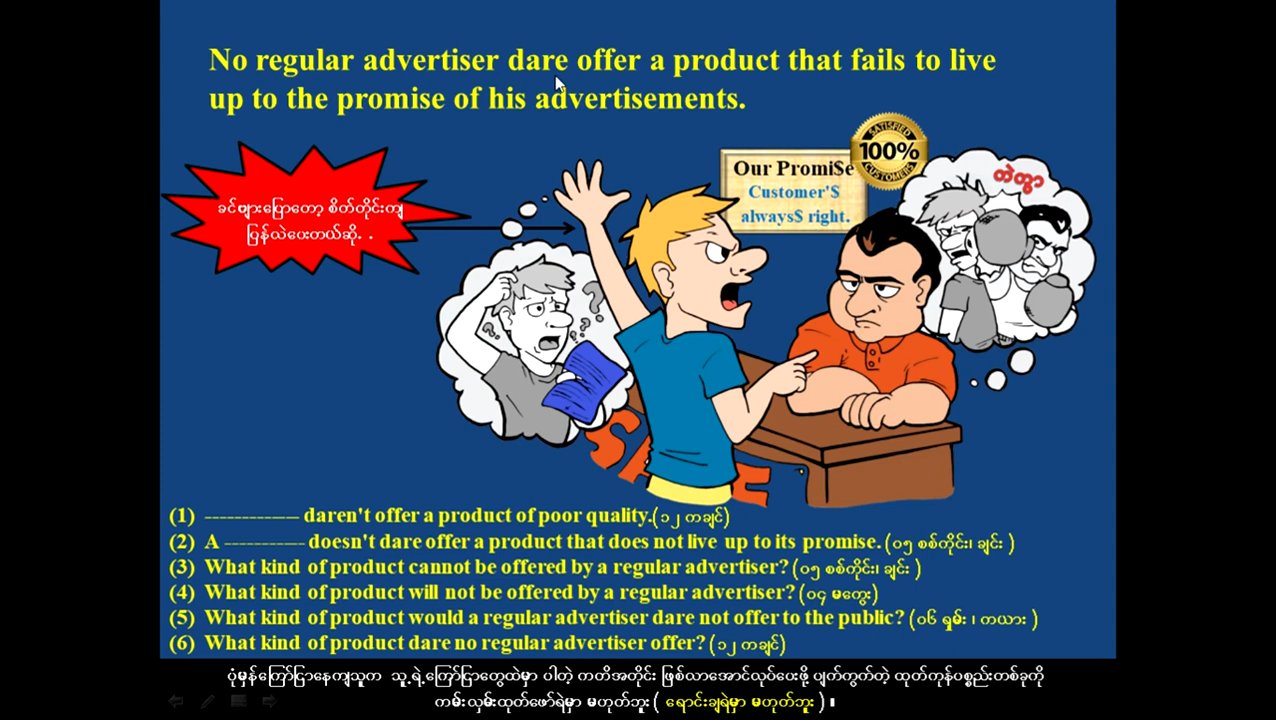 No regular advertiser dare offer a product that fails to live
up to the promise of his advertisements.
SATISFIED
100%
CUSTOMERS
Our Promi$e
Customer'$
always$ right.
ထဲထွာ
ခင်ဗျားပြောတော့ စိတ်တိုင်းကျ
ပြန်လဲပေးတယ်ဆို. .
SALE
(1) ------------- daren't offer a product of poor quality.(၁၂ ကချင်)
(2) A ----------- doesn't dare offer a product that does not live up to its promise. (၀၅ စစ်ကိုင်း၊ ချင်း )
(3) What kind of product cannot be offered by a regular advertiser? (၀၅ စစ်ကိုင်း၊ ချင်း )
(4) What kind of product will not be offered by a regular advertiser? (၀၄ မကွေး)
(5) What kind of product would a regular advertiser dare not offer to the public? (၀၆ ရှမ်း ၊ ကယား )
(6) What kind of product dare no regular advertiser offer? (၁၂ ကချင်)
ပုံမှန်ကြော်ငြာနေကျသူက သူ့ရဲ့ကြော်ငြာတွေထဲမှာ ပါတဲ့ ကတိအတိုင်း ဖြစ်လာအောင်လုပ်ပေးဖို့ ပျက်ကွက်တဲ့ ထုတ်ကုန်ပစ္စည်းတစ်ခုကို
ကမ်းလှမ်းထုတ်ဖော်ရဲမှာ မဟုတ်ဘူး ( ရောင်းချရဲမှာ မဟုတ်ဘူး ) ။